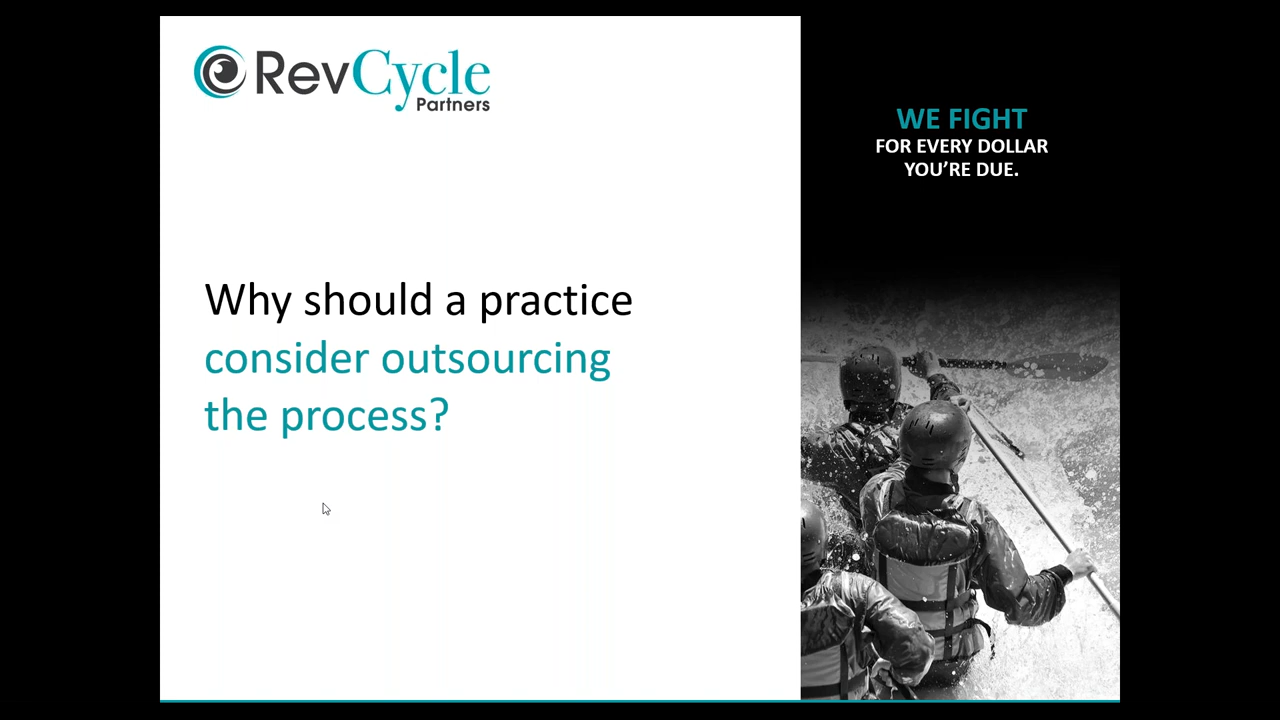 RevCycle
Partners
WE FIGHT
FOR EVERY DOLLAR
YOU’RE DUE.
Why should a practice
consider outsourcing
the process?